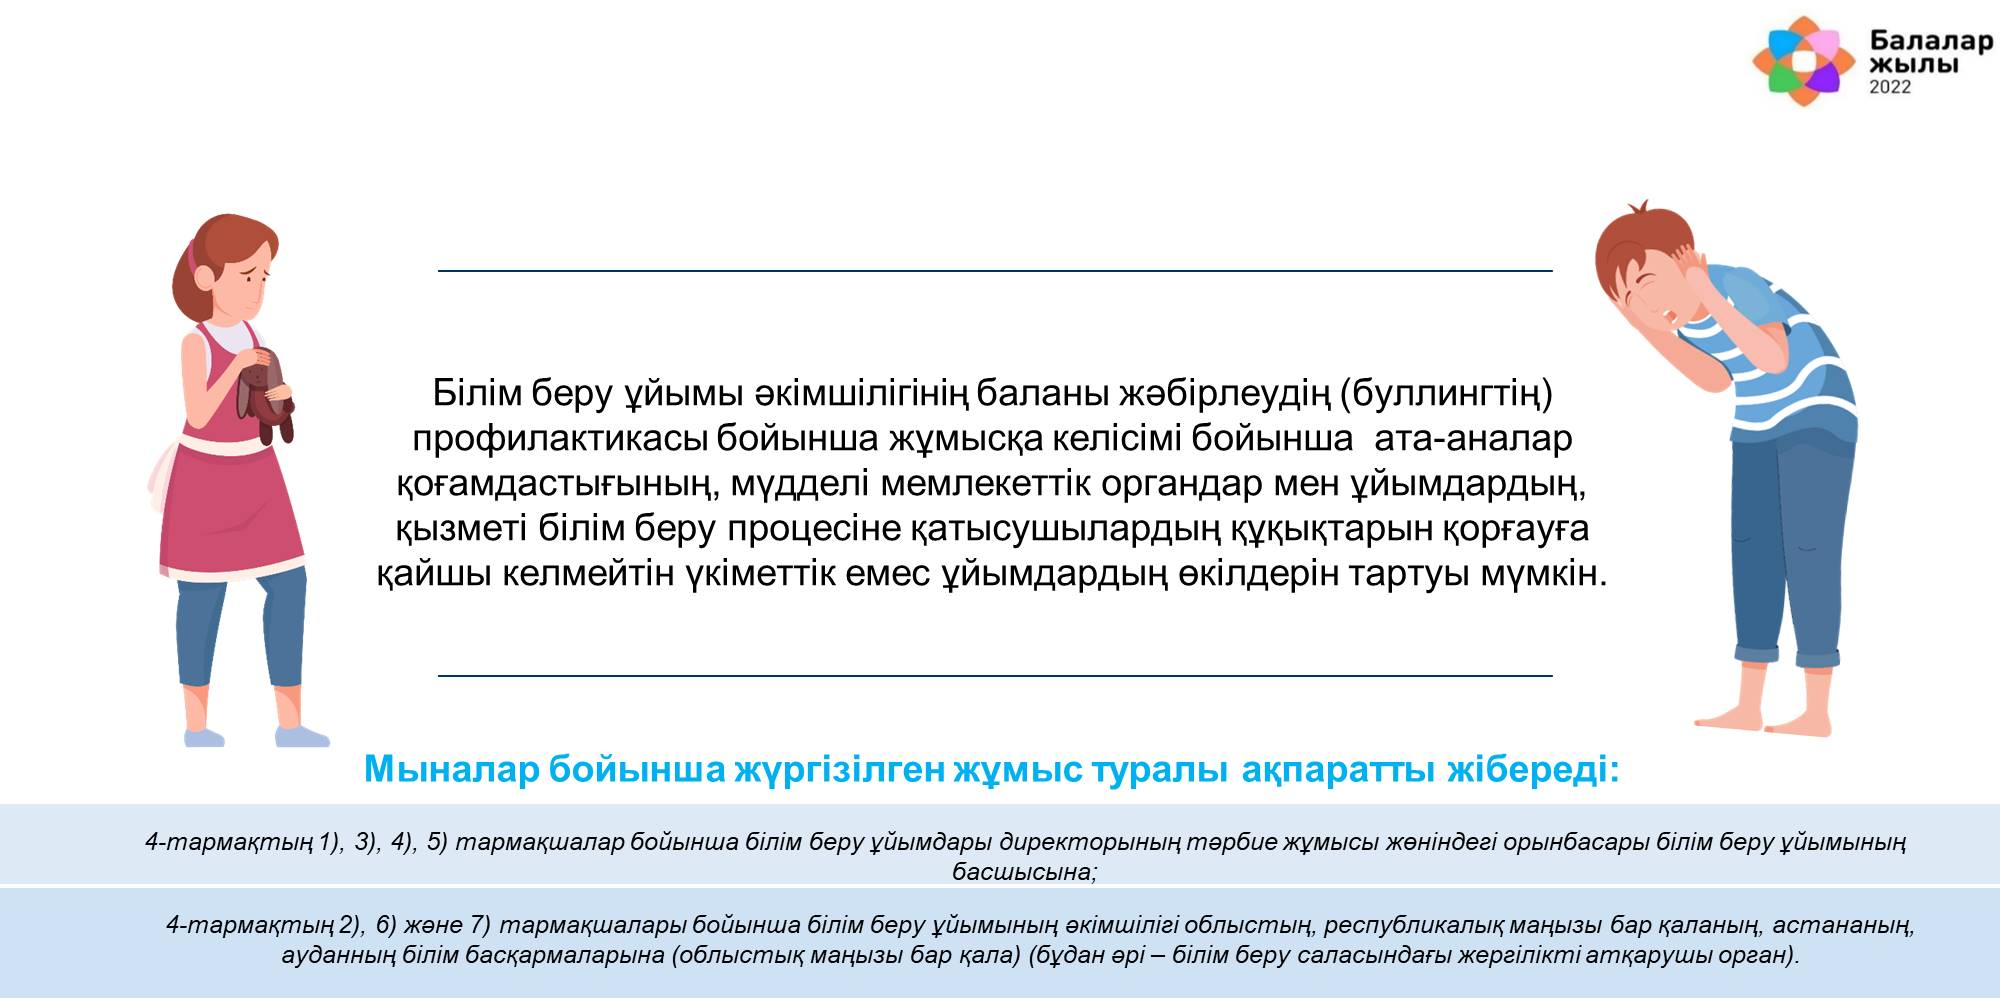 Балалар
жылы
2022
Білім беру ұйымы әкімшілігінің баланы жәбірлеудің (буллингтің)
профилактикасы бойынша жұмысқа келісімі бойынша ата-аналар
қоғамдастығының, мүдделі мемлекеттік органдар мен ұйымдардың,
қызметі білім беру процесіне қатысушылардың құқықтарын қорғауға
қайшы келмейтін үкіметтік емес ұйымдардың өкілдерін тартуы мүмкін.
Мыналар бойынша жүргізілген жұмыс туралы ақпаратты жібереді:
4-тармақтың 1), 3), 4), 5) тармақшалар бойынша білім беру ұйымдары директорының тәрбие жұмысы жөніндегі орынбасары білім беру ұйымының
басшысына;
4-тармақтың 2), 6) және 7) тармақшалары бойынша білім беру ұйымының әкімшілігі облыстың, республикалық маңызы бар қаланың, астананың,
ауданның білім басқармаларына (облыстық маңызы бар қала) (бұдан әрі – білім беру саласындағы жергілікті атқарушы орган).